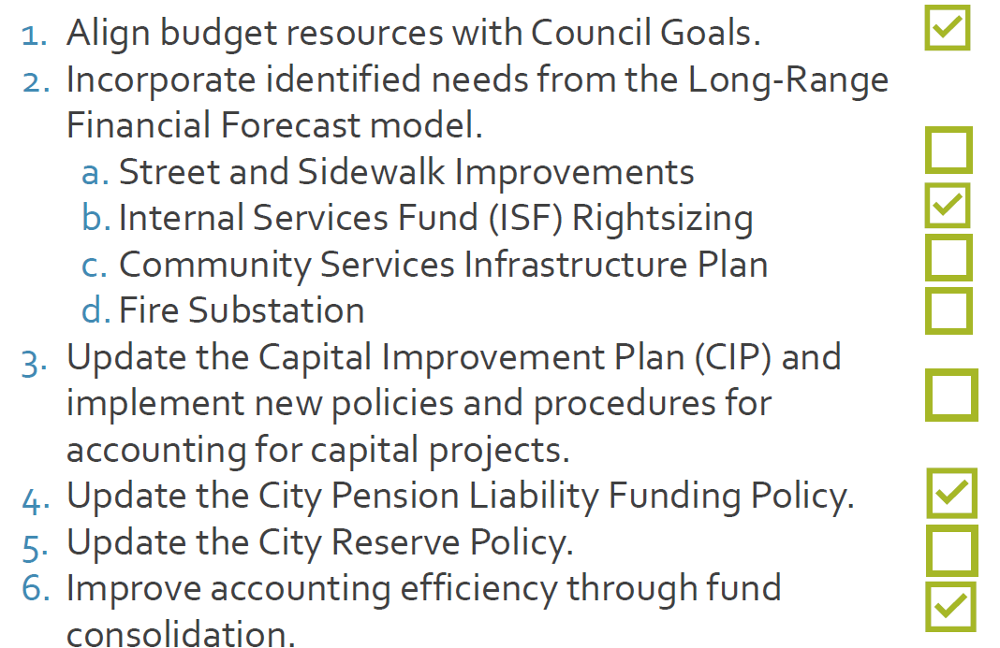 1. Align budget resources with Council Goals.
2. Incorporate identified needs from the Long-Range
Financial Forecast model.
a. Street and Sidewalk Improvements
b. Internal Services Fund (ISF) Rightsizing
c. Community Services Infrastructure Plan
d. Fire Substation
3. Update the Capital Improvement Plan (CIP) and
implement new policies and procedures for
accounting for capital projects.
4. Update the City Pension Liability Funding Policy.
5. Update the City Reserve Policy.
6. Improve accounting efficiency through fund
consolidation.